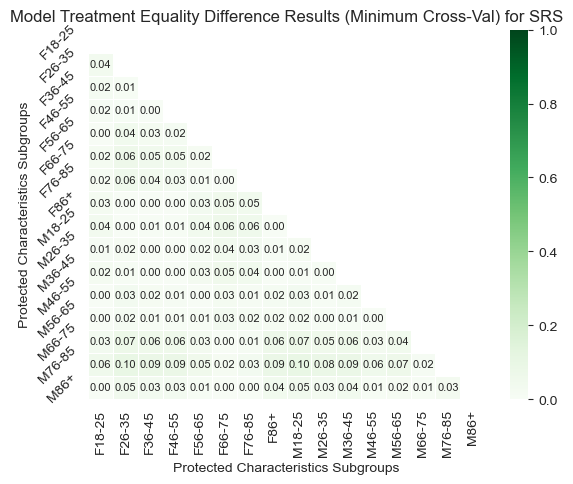 Model Treatment Equality Difference Results (Minimum Cross-Val) for SRS
Protected Characteristics Subgroups
F18-25
F26-35
0.04
F36-45
0.02 0.01
F46-55
0.02 0.01 0.00
F56-65
0.00 0.04 0.03 0.02
F66-75
0.02 0.06 0.05 0.05 0.02
F76-85
0.02 0.06 0.04 0.03 0.01 0.00
F86+
0.03 0.00 0.00 0.00 0.03 0.05 0.05
M18-25
0.04 0.00 0.01 0.01 0.04 0.06 0.06 0.00
M26-35
0.01 0.02 0.00 0.00 0.02 0.04 0.03 0.01 0.02
M36-45
0.02 0.01 0.00 0.00 0.03 0.05 0.04 0.00 0.01 0.00
M46-55
0.00 0.03 0.02 0.01 0.00 0.03 0.01 0.02 0.03 0.01 0.02
M56-65
0.00 0.02 0.01 0.01 0.01 0.03 0.02 0.02 0.02 0.00 0.01 0.00
M66-75
0.03 0.07 0.06 0.06 0.03 0.00 0.01 0.06 0.07 0.05 0.06 0.03 0.04
M76-85
0.06 0.10 0.09 0.09 0.05 0.02 0.03 0.09 0.10 0.08 0.09 0.06 0.07 0.02
M86+
0.00 0.05 0.03 0.03 0.01 0.00 0.00 0.04 0.05 0.03 0.04 0.01 0.02 0.01 0.03
F18-25
F26-35
F36-45
F46-55
F56-65
F66-75
F76-85
F86+
M18-25
M26-35
M36-45
M46-55
M56-65
M66-75
M76-85
M86+
Protected Characteristics Subgroups
1.0
0.8
0.6
0.4
0.2
0.0